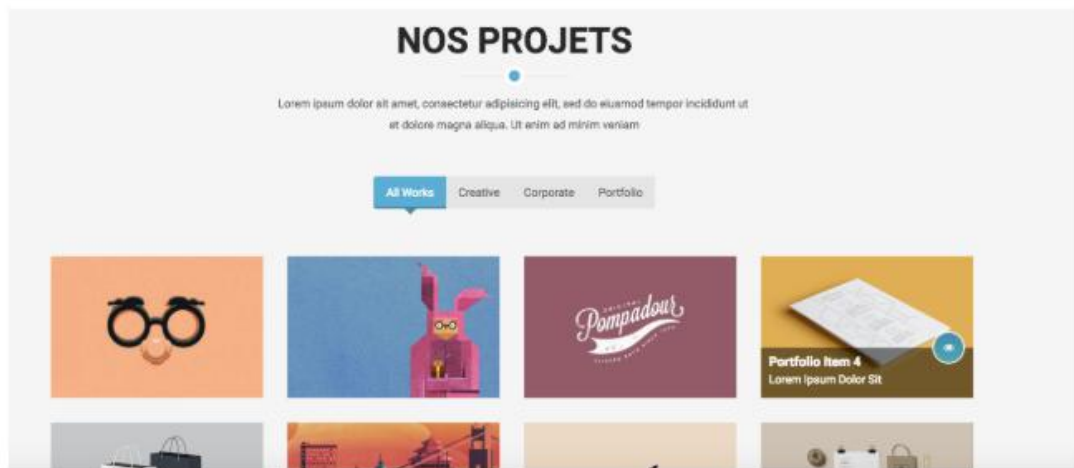 NOS PROJETS
Lorem ipsum dolor sit amet, consectetur adipisicing elit, sed do eiusmod tempor incididunt ut
et dolore magna aliqua. Ut enim ad minim veniam
All Works Creative Corporate Portfolio
ORIGINAL
Pompadour
Portfolio Item 4
Lorem Ipsum Dolor Sit